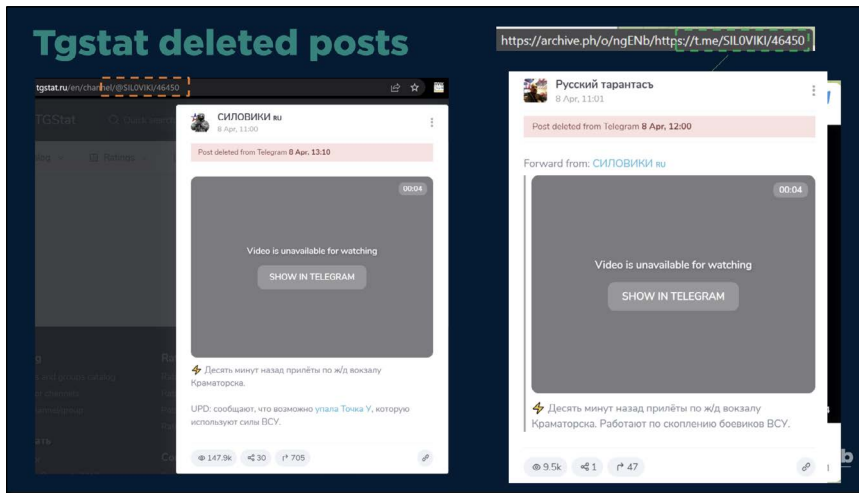 Tgstat deleted posts
https://archive.ph/o/ngENb/https://t.me/SIL0VIKI/46450
tgstat.ru/en/channel/@SIL0VIKI/46450
TGStat
Ratings
СИЛОВИКИ RU
8 Apr, 11:00
Post deleted from Telegram 8 Apr, 13:10
00:04
Video is unavailable for watching
SHOW IN TELEGRAM
⚡ Десять минут назад прилёты по ж/д вокзалу
Краматорска.
UPD: сообщают, что возможно упала Точка У, которую
используют силы ВСУ.
147.9k 30 705
Русский тарантасъ
8 Apr, 11:01
Post deleted from Telegram 8 Apr, 12:00
Forward from: СИЛОВИКИ RU
00:04
Video is unavailable for watching
SHOW IN TELEGRAM
⚡ Десять минут назад прилёты по ж/д вокзалу
Краматорска. Работают по скоплению боевиков ВСУ.
9.5k 1 47
b